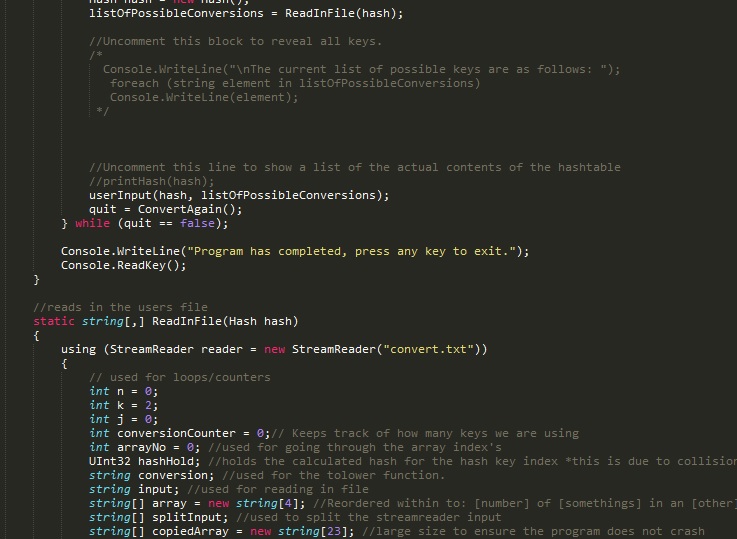 Hash hash = new Hash();
listOfPossibleConversions = ReadInFile(hash);
//Uncomment this block to reveal all keys.
/*
Console.WriteLine("\nThe current list of possible keys are as follows: ");
foreach (string element in listOfPossibleConversions)
Console.WriteLine(element);
*/
//Uncomment this line to show a list of the actual contents of the hashtable
//printHash(hash);
userInput(hash, listOfPossibleConversions);
quit = ConvertAgain();
} while (quit == false);
Console.WriteLine("Program has completed, press any key to exit.");
Console.ReadKey();
}
//reads in the users file
static string[,] ReadInFile(Hash hash)
{
using (StreamReader reader = new StreamReader("convert.txt"))
{
// used for loops/counters
int n = 0;
int k = 2;
int j = 0;
int conversionCounter = 0;// Keeps track of how many keys we are using
int arrayNo = 0; //used for going through the array index's
UInt32 hashHold; //holds the calculated hash for the hash key index *this is due to collision
string conversion; //used for the tolower function.
string input; //used for reading in file
string[] array = new string[4]; //Reordered within to: [number] of [somethings] in an [other]
string[] splitInput; //used to split the streamreader input
string[] copiedArray = new string[23]; //large size to ensure the program does not crash